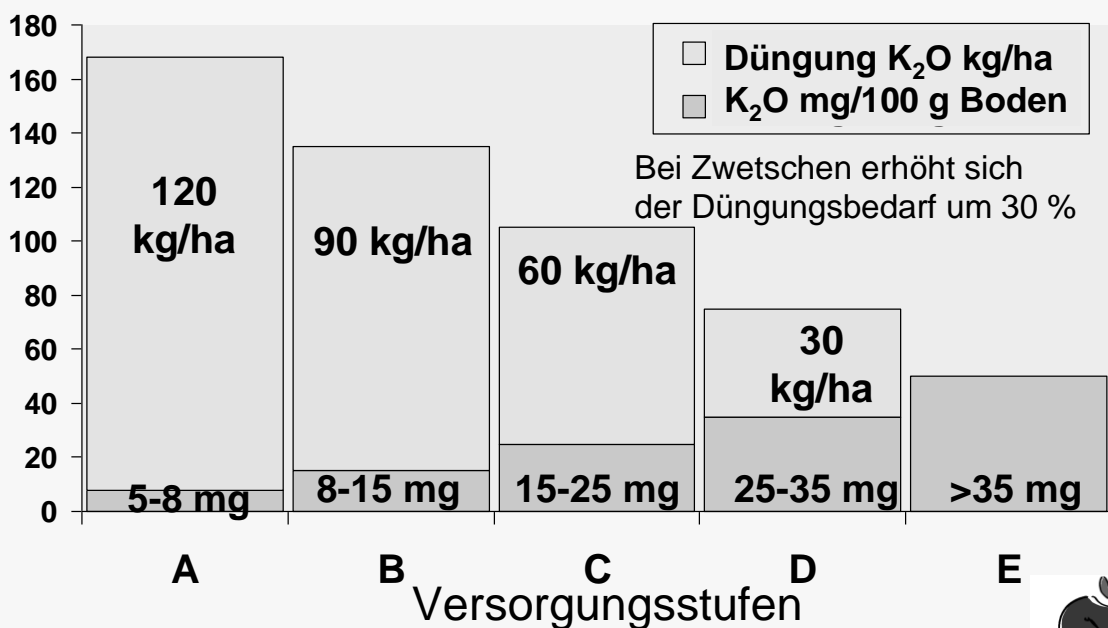 180
160
140
120
100
80
60
40
20
0
Düngung K₂O kg/ha
K₂O mg/100 g Boden
Bei Zwetschen erhöht sich
der Düngungsbedarf um 30 %
120
kg/ha
90 kg/ha
60 kg/ha
30
kg/ha
5-8 mg
8-15 mg
15-25 mg
25-35 mg
>35 mg
A
B
C
D
E
Versorgungsstufen